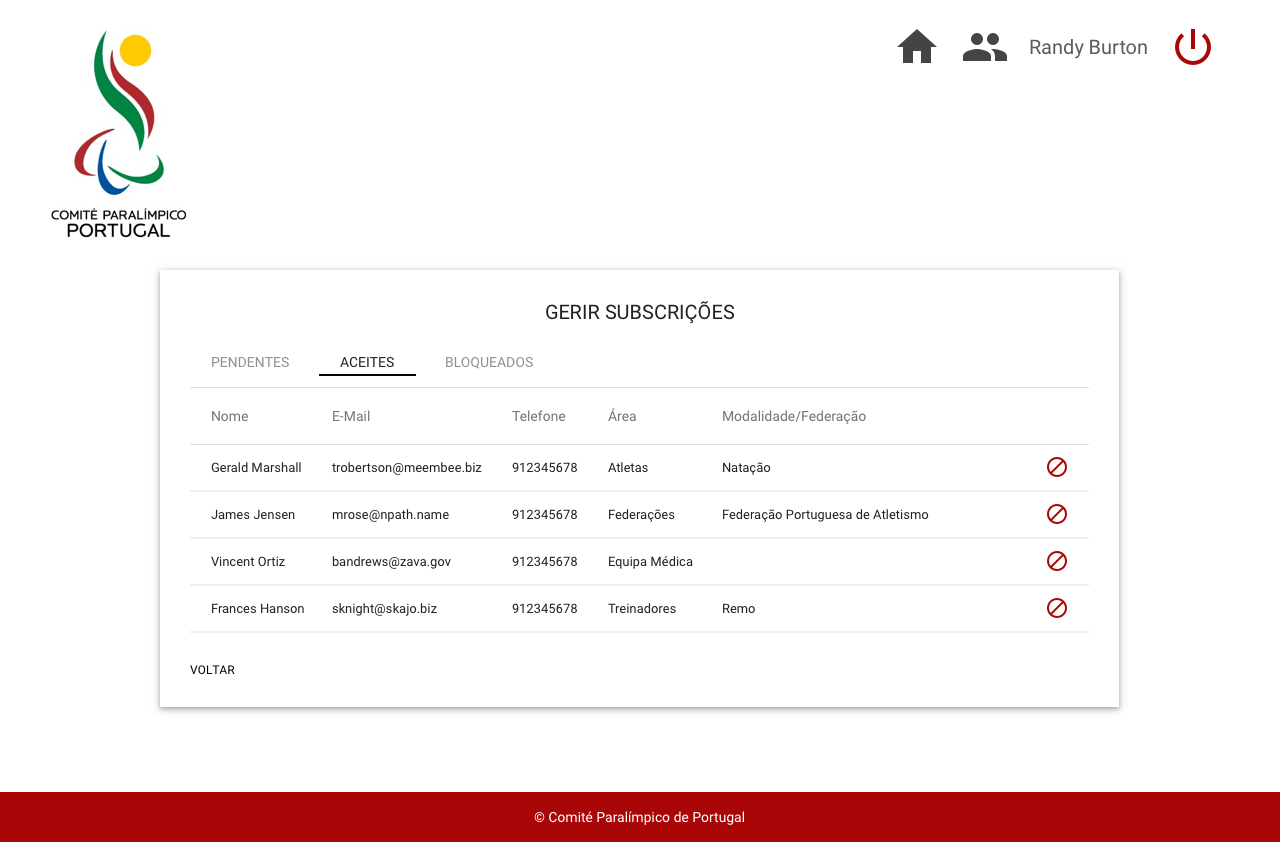 Randy Burton
COMITÉ PARALÍMPICO
PORTUGAL
GERIR SUBSCRIÇÕES
PENDENTES ACEITES BLOQUEADOS
Nome E-Mail Telefone Área Modalidade/Federação
Gerald Marshall trobertson@meembee.biz 912345678 Atletas Natação
James Jensen mrose@npath.name 912345678 Federações Federação Portuguesa de Atletismo
Vincent Ortiz bandrews@zava.gov 912345678 Equipa Médica
Frances Hanson sknight@skajo.biz 912345678 Treinadores Remo
VOLTAR
© Comité Paralímpico de Portugal